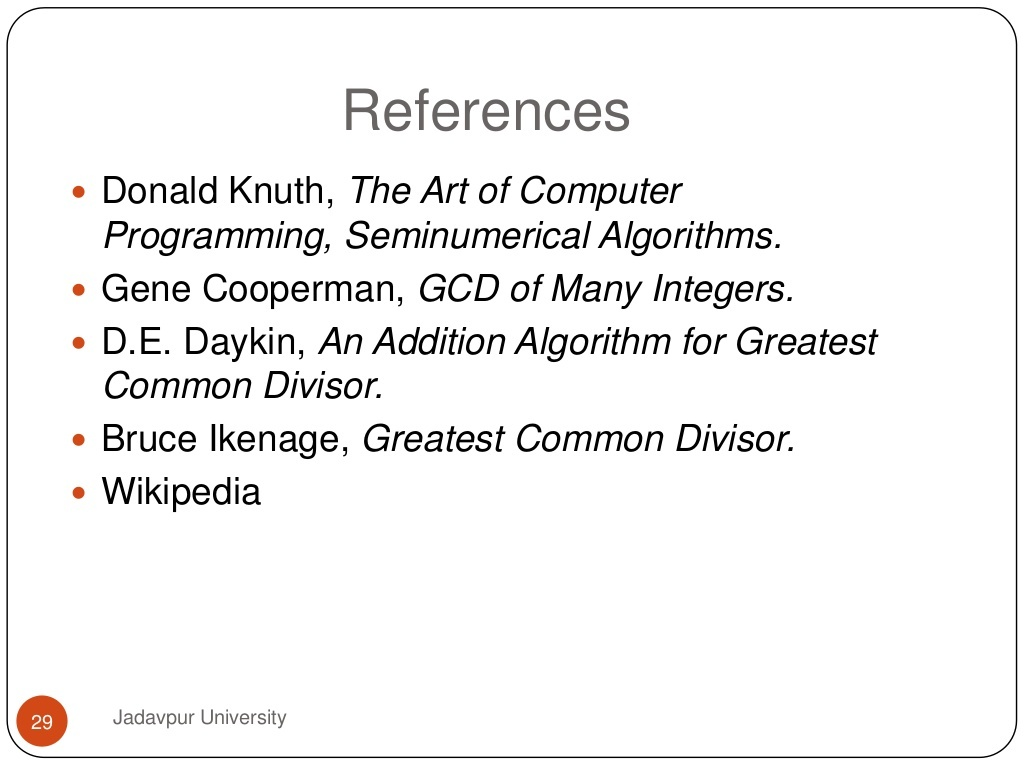 References
Donald Knuth, The Art of Computer
Programming, Seminumerical Algorithms.
Gene Cooperman, GCD of Many Integers.
D.E. Daykin, An Addition Algorithm for Greatest
Common Divisor.
Bruce Ikenage, Greatest Common Divisor.
Wikipedia
29 Jadavpur University